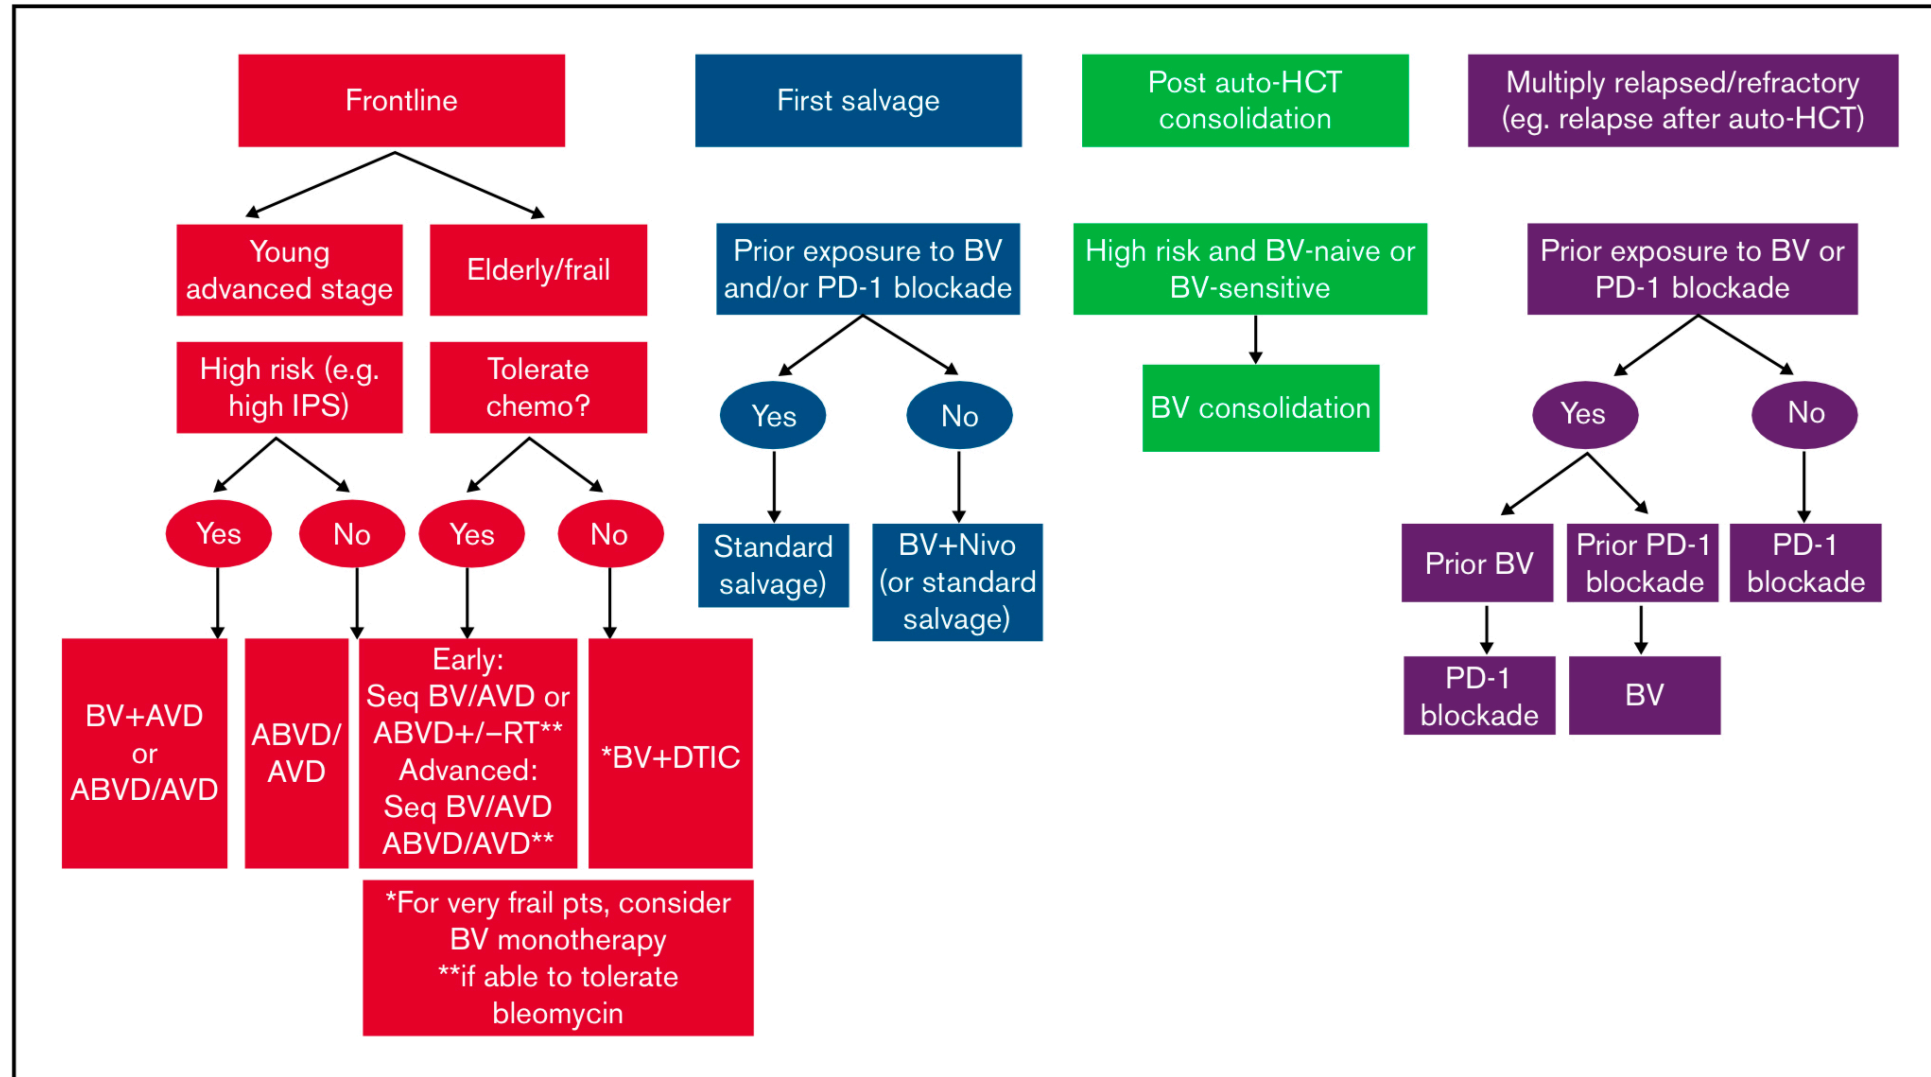 Frontline
Young
advanced stage
Elderly/frail
High risk (e.g.
high IPS)
Tolerate
chemo?
Yes
No
Yes
No
BV+AVD
or
ABVD/AVD
ABVD/
AVD
Early:
Seq BV/AVD or
ABVD+/−RT**
Advanced:
Seq BV/AVD
ABVD/AVD**
*BV+DTIC
*For very frail pts, consider
BV monotherapy
**if able to tolerate
bleomycin
First salvage
Prior exposure to BV
and/or PD-1 blockade
Yes
No
Standard
salvage)
BV+Nivo
(or standard
salvage)
Post auto-HCT
consolidation
High risk and BV-naive or
BV-sensitive
BV consolidation
Multiply relapsed/refractory
(eg. relapse after auto-HCT)
Prior exposure to BV or
PD-1 blockade
Yes
No
Prior BV
Prior PD-1
blockade
PD-1
blockade
PD-1
blockade
BV